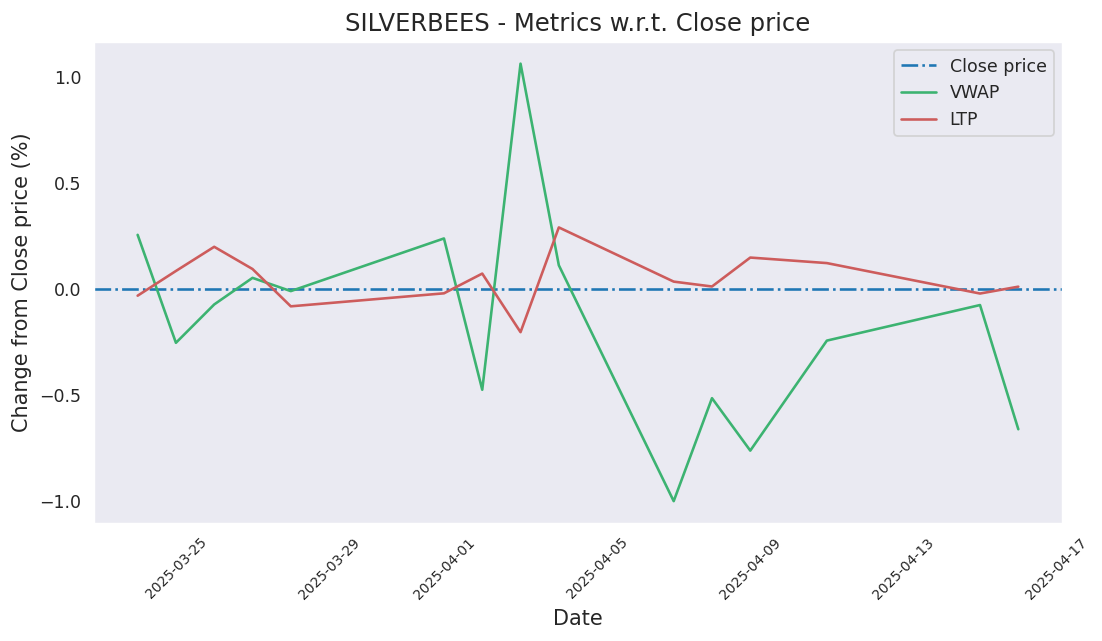 SILVERBEES - Metrics w.r.t. Close price
Close price
VWAP
LTP
Change from Close price (%)
1.0
0.5
0.0
−0.5
−1.0
2025-03-25
2025-03-29
2025-04-01
2025-04-05
2025-04-09
2025-04-13
2025-04-17
Date